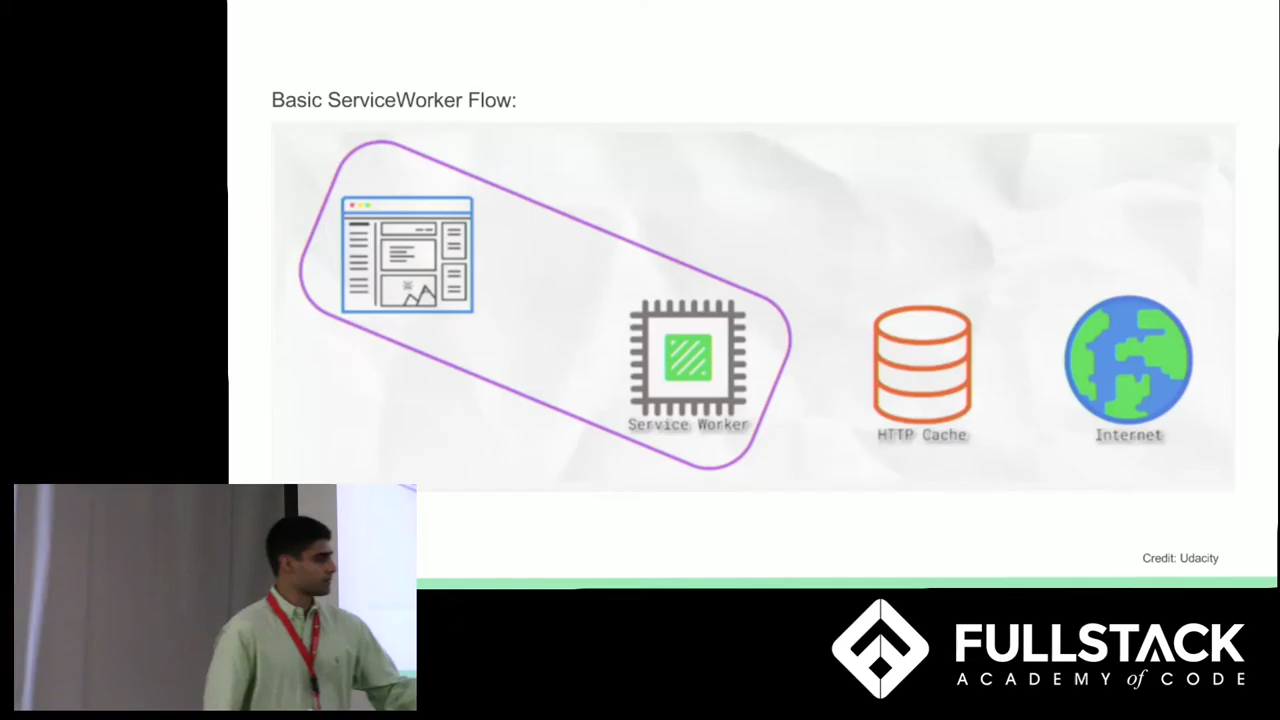 Basic ServiceWorker Flow:
Service Worker
HTTP Cache
Internet
Credit: Udacity
FULLSTACK
ACADEMY of CODE